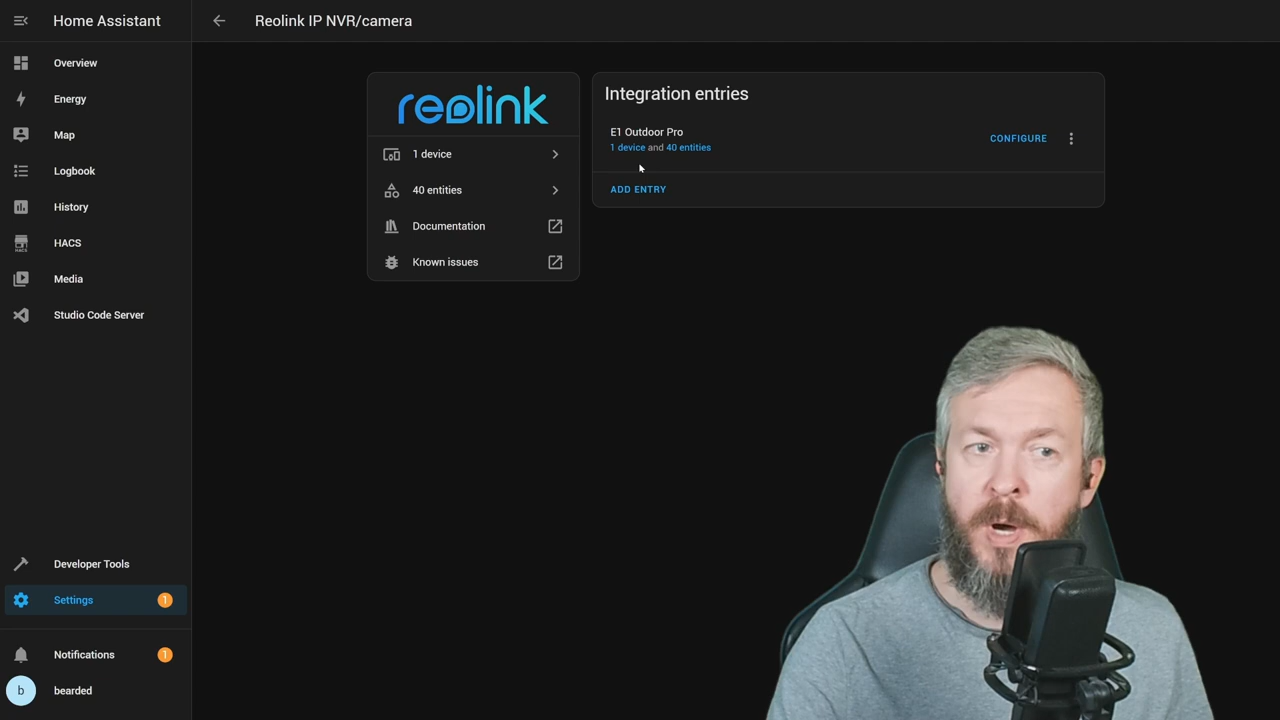 Home Assistant
Reolink IP NVR/camera
Overview
Energy
Map
Logbook
History
HACS
HACS
Media
Studio Code Server
Developer Tools
Settings 1
Notifications 1
b bearded
reolink
1 device
40 entities
Documentation
Known issues
Integration entries
E1 Outdoor Pro
1 device and 40 entities
CONFIGURE
ADD ENTRY